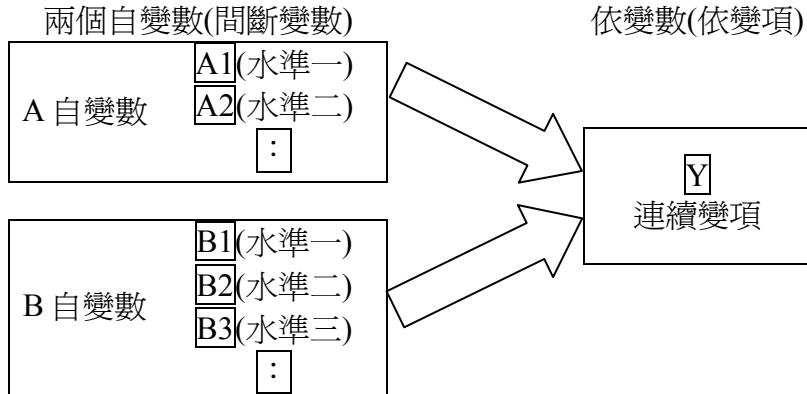 兩個自變數(間斷變數)
依變數(依變項)
A 自變數
A1(水準一)
A2(水準二)
：
B 自變數
B1(水準一)
B2(水準二)
B3(水準三)
：
Y
連續變項